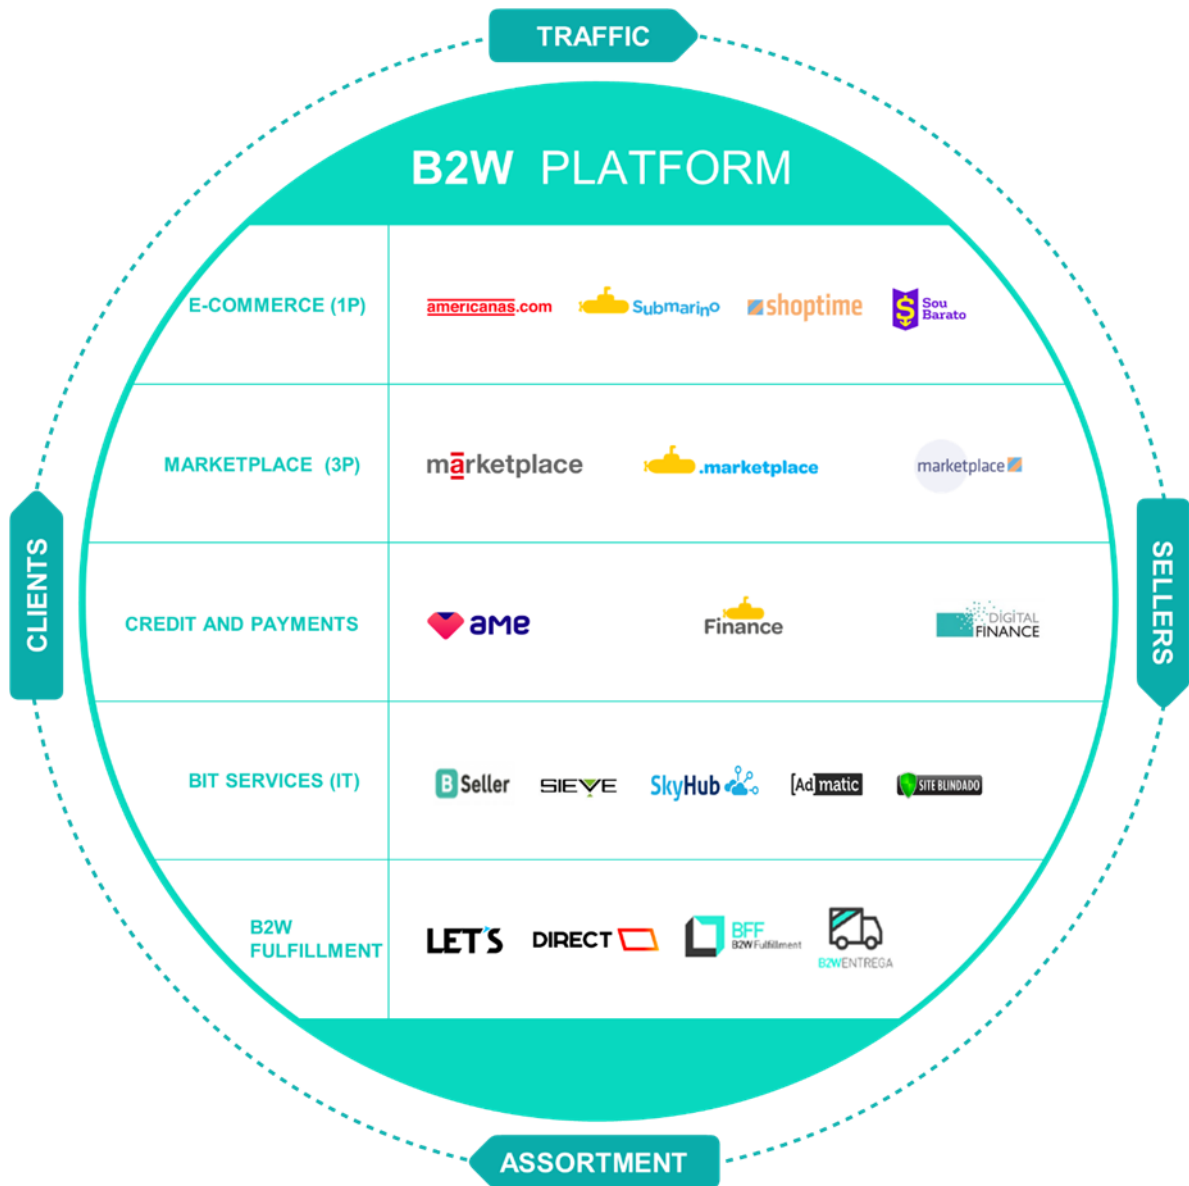 TRAFFIC
B2W PLATFORM
E-COMMERCE (1P)
americanas.com
Submarino
shoptime
Sou
Barato
MARKETPLACE (3P)
marketplace
.marketplace
marketplace
CLIENTS
SELLERS
CREDIT AND PAYMENTS
ame
Finance
DIGITAL
FINANCE
BIT SERVICES (IT)
B Seller
SIEVE
SkyHub
[Ad]matic
SITE BLINDADO
B2W
FULFILLMENT
LET'S
DIRECT
BFF
B2W Fulfillment
B2WENTREGA
ASSORTMENT